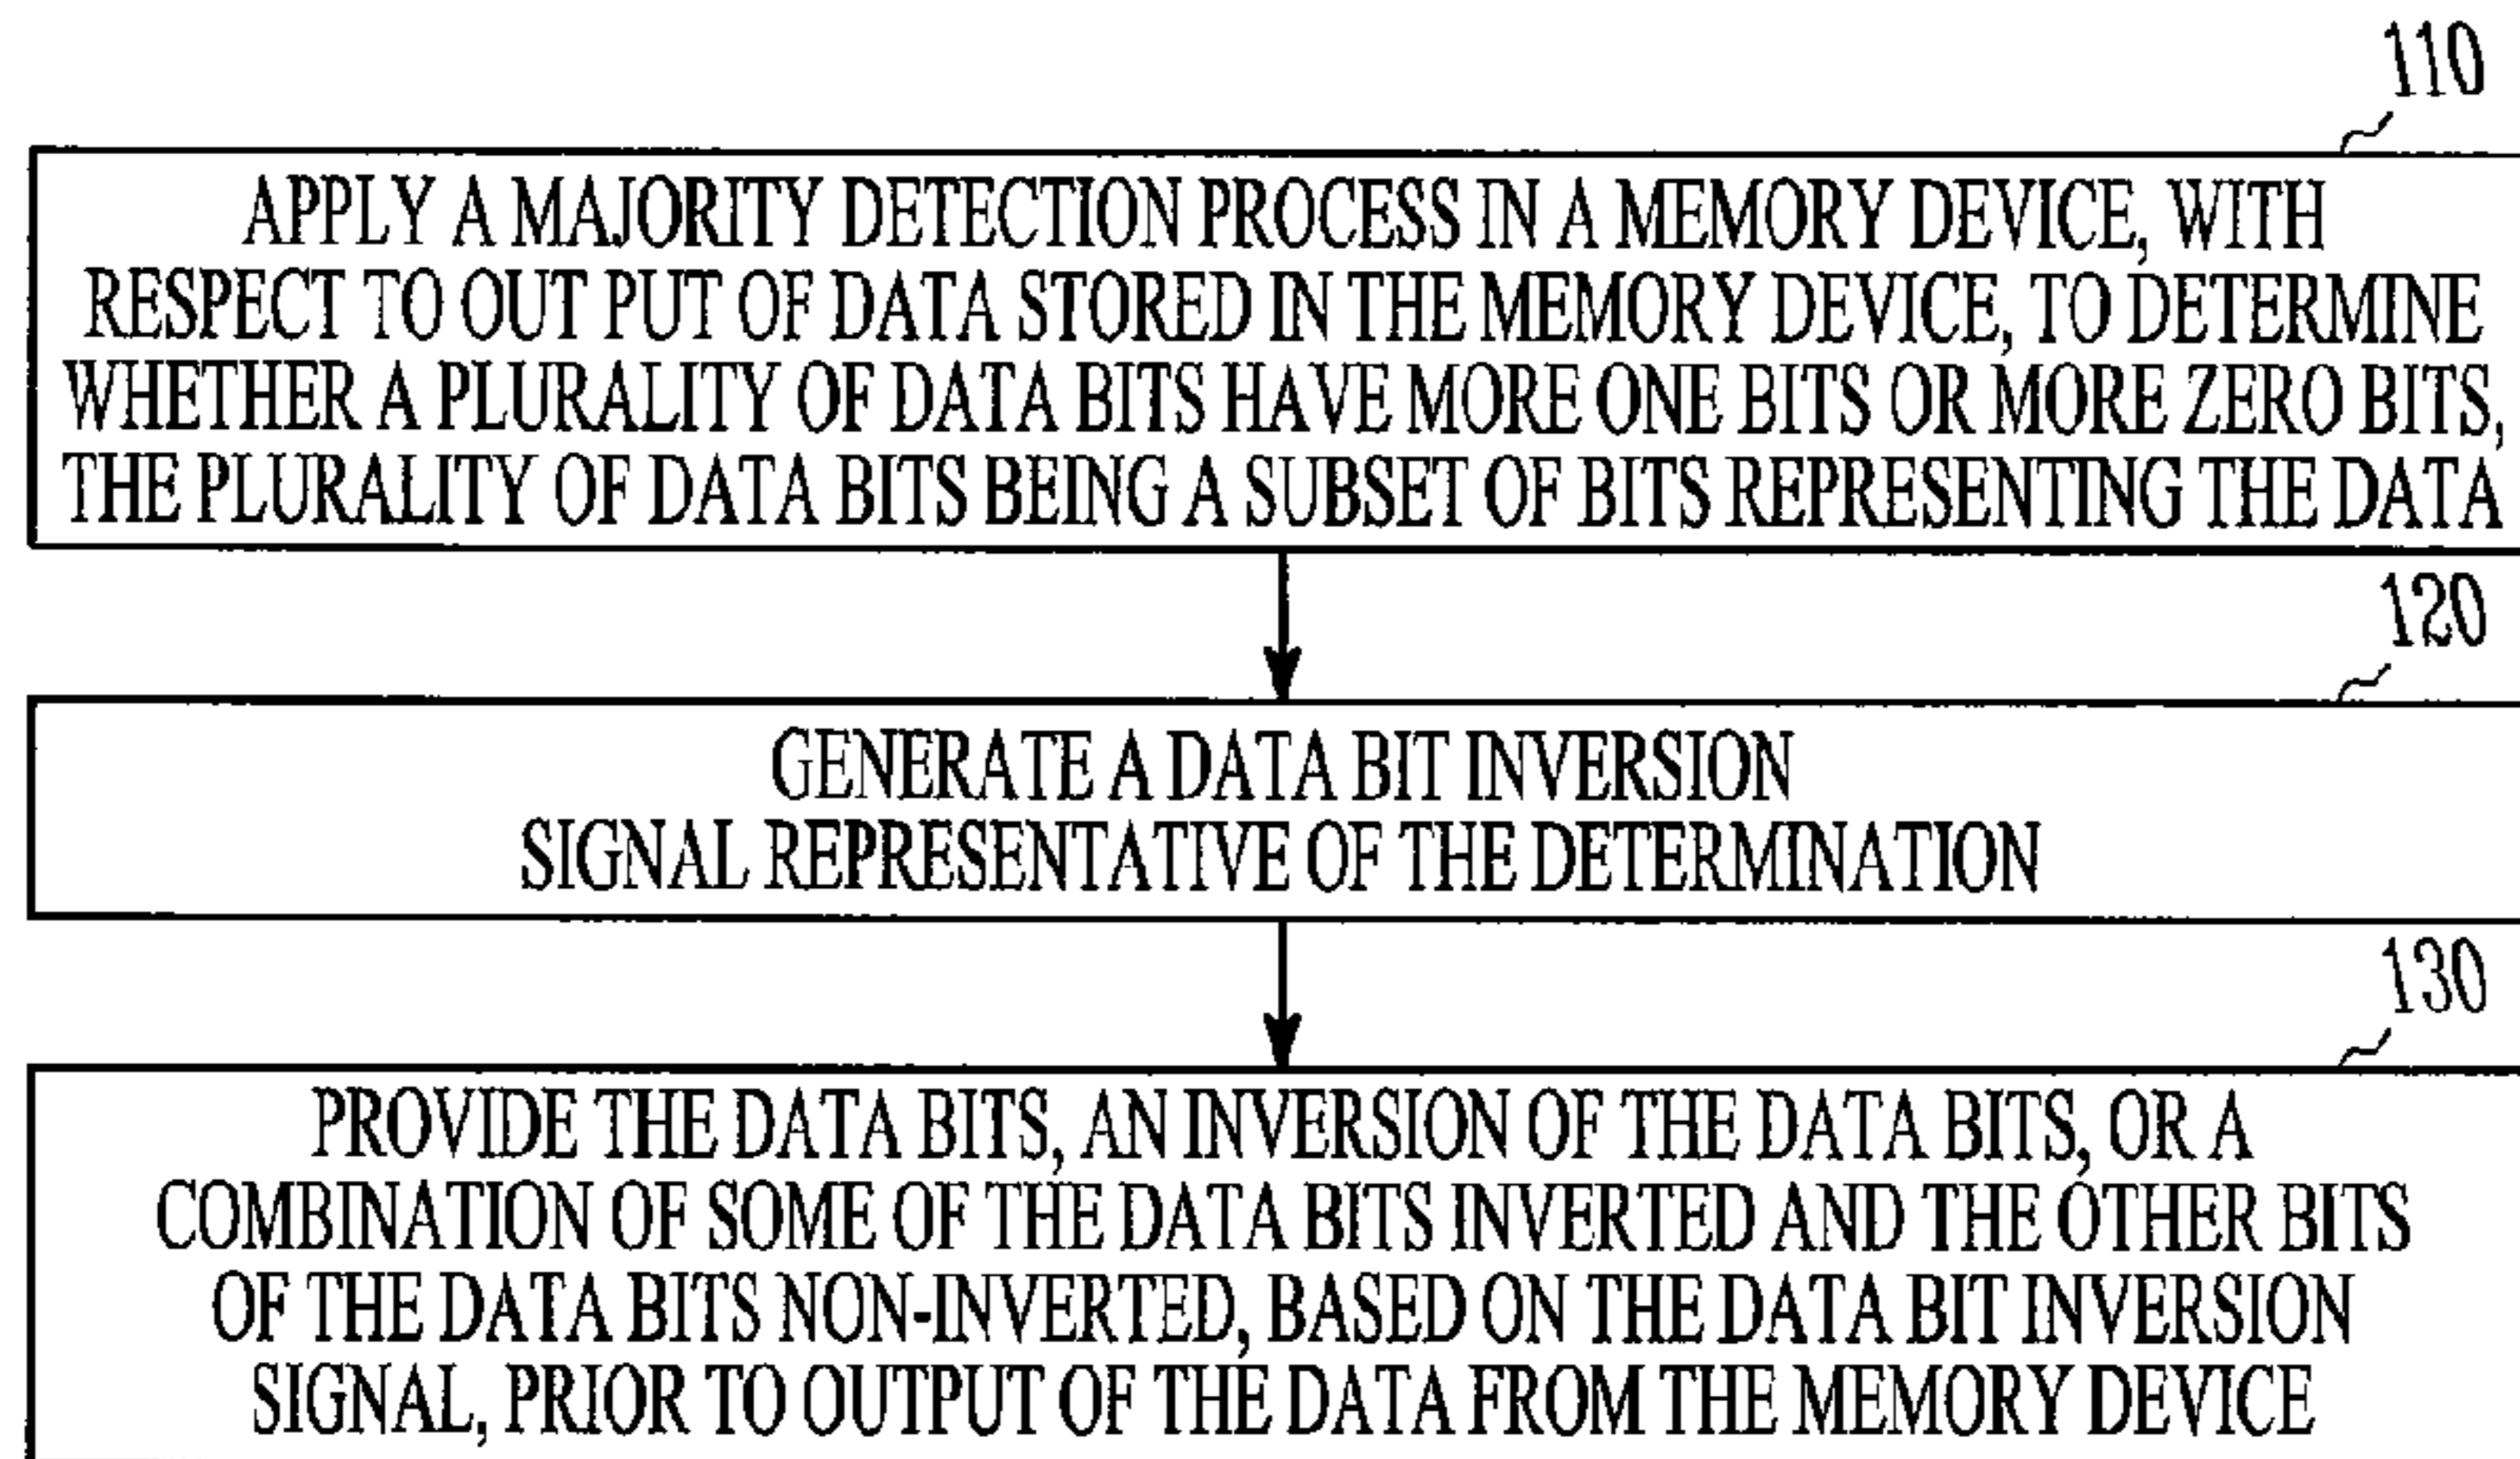 110
APPLY A MAJORITY DETECTION PROCESS IN A MEMORY DEVICE, WITH
RESPECT TO OUT PUT OF DATA STORED IN THE MEMORY DEVICE, TO DETERMINE
WHETHER A PLURALITY OF DATA BITS HAVE MORE ONE BITS OR MORE ZERO BITS,
THE PLURALITY OF DATA BITS BEING A SUBSET OF BITS REPRESENTING THE DATA
120
GENERATE A DATA BIT INVERSION
SIGNAL REPRESENTATIVE OF THE DETERMINATION
130
PROVIDE THE DATA BITS, AN INVERSION OF THE DATA BITS, OR A
COMBINATION OF SOME OF THE DATA BITS INVERTED AND THE OTHER BITS
OF THE DATA BITS NON-INVERTED, BASED ON THE DATA BIT INVERSION
SIGNAL, PRIOR TO OUTPUT OF THE DATA FROM THE MEMORY DEVICE